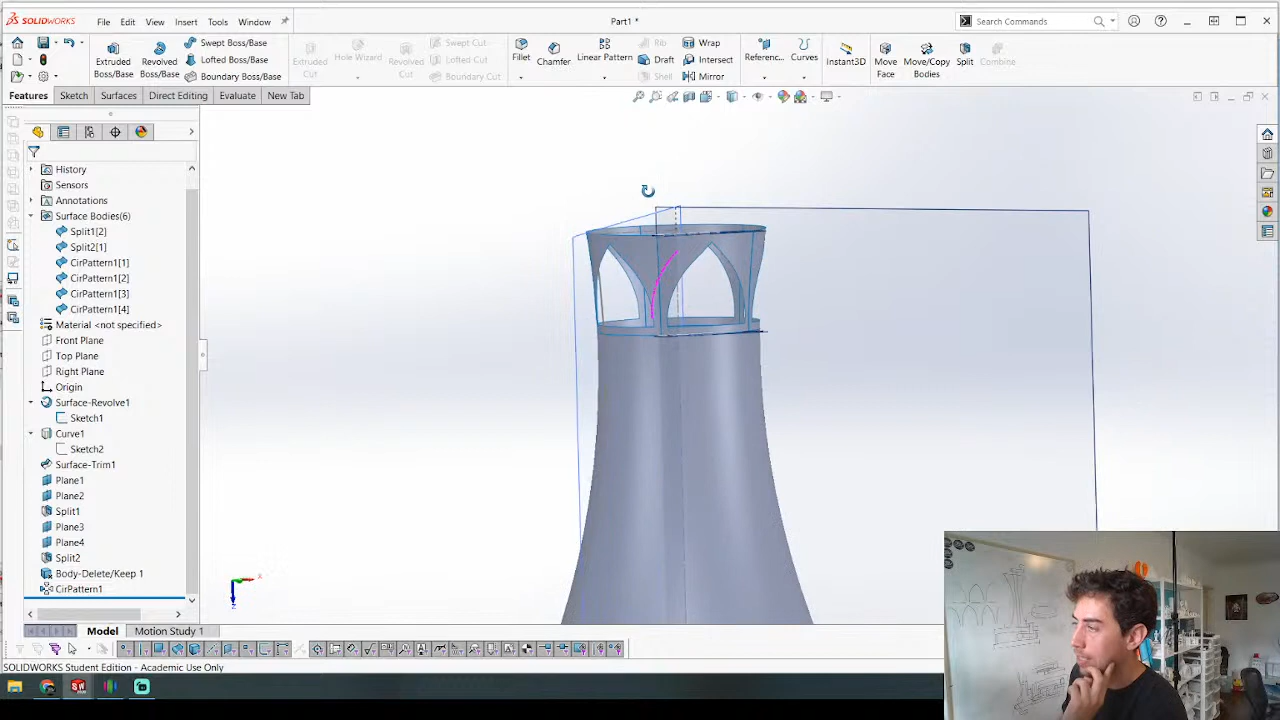 SOLIDWORKS File Edit View Insert Tools Window Part1 * Search Commands
Extruded Boss/Base Revolved Boss/Base Swept Boss/Base Lofted Boss/Base Boundary Boss/Base Extruded Cut Hole Wizard Revolved Cut Swept Cut Lofted Cut Boundary Cut Fillet Chamfer Linear Pattern Rib Draft Shell Wrap Intersect Mirror Referenc... Curves Instant3D Move Face Move/Copy Bodies Split Combine
Features Sketch Surfaces Direct Editing Evaluate New Tab
History
Sensors
Annotations
Surface Bodies(6)
Split1[2]
Split2[1]
CirPattern1[1]
CirPattern1[2]
CirPattern1[3]
CirPattern1[4]
Material <not specified>
Front Plane
Top Plane
Right Plane
Origin
Surface-Revolve1
Sketch1
Curve1
Sketch2
Surface-Trim1
Plane1
Plane2
Split1
Plane3
Plane4
Split2
Body-Delete/Keep 1
CirPattern1
X
Z
Model Motion Study 1
SOLIDWORKS Student Edition - Academic Use Only